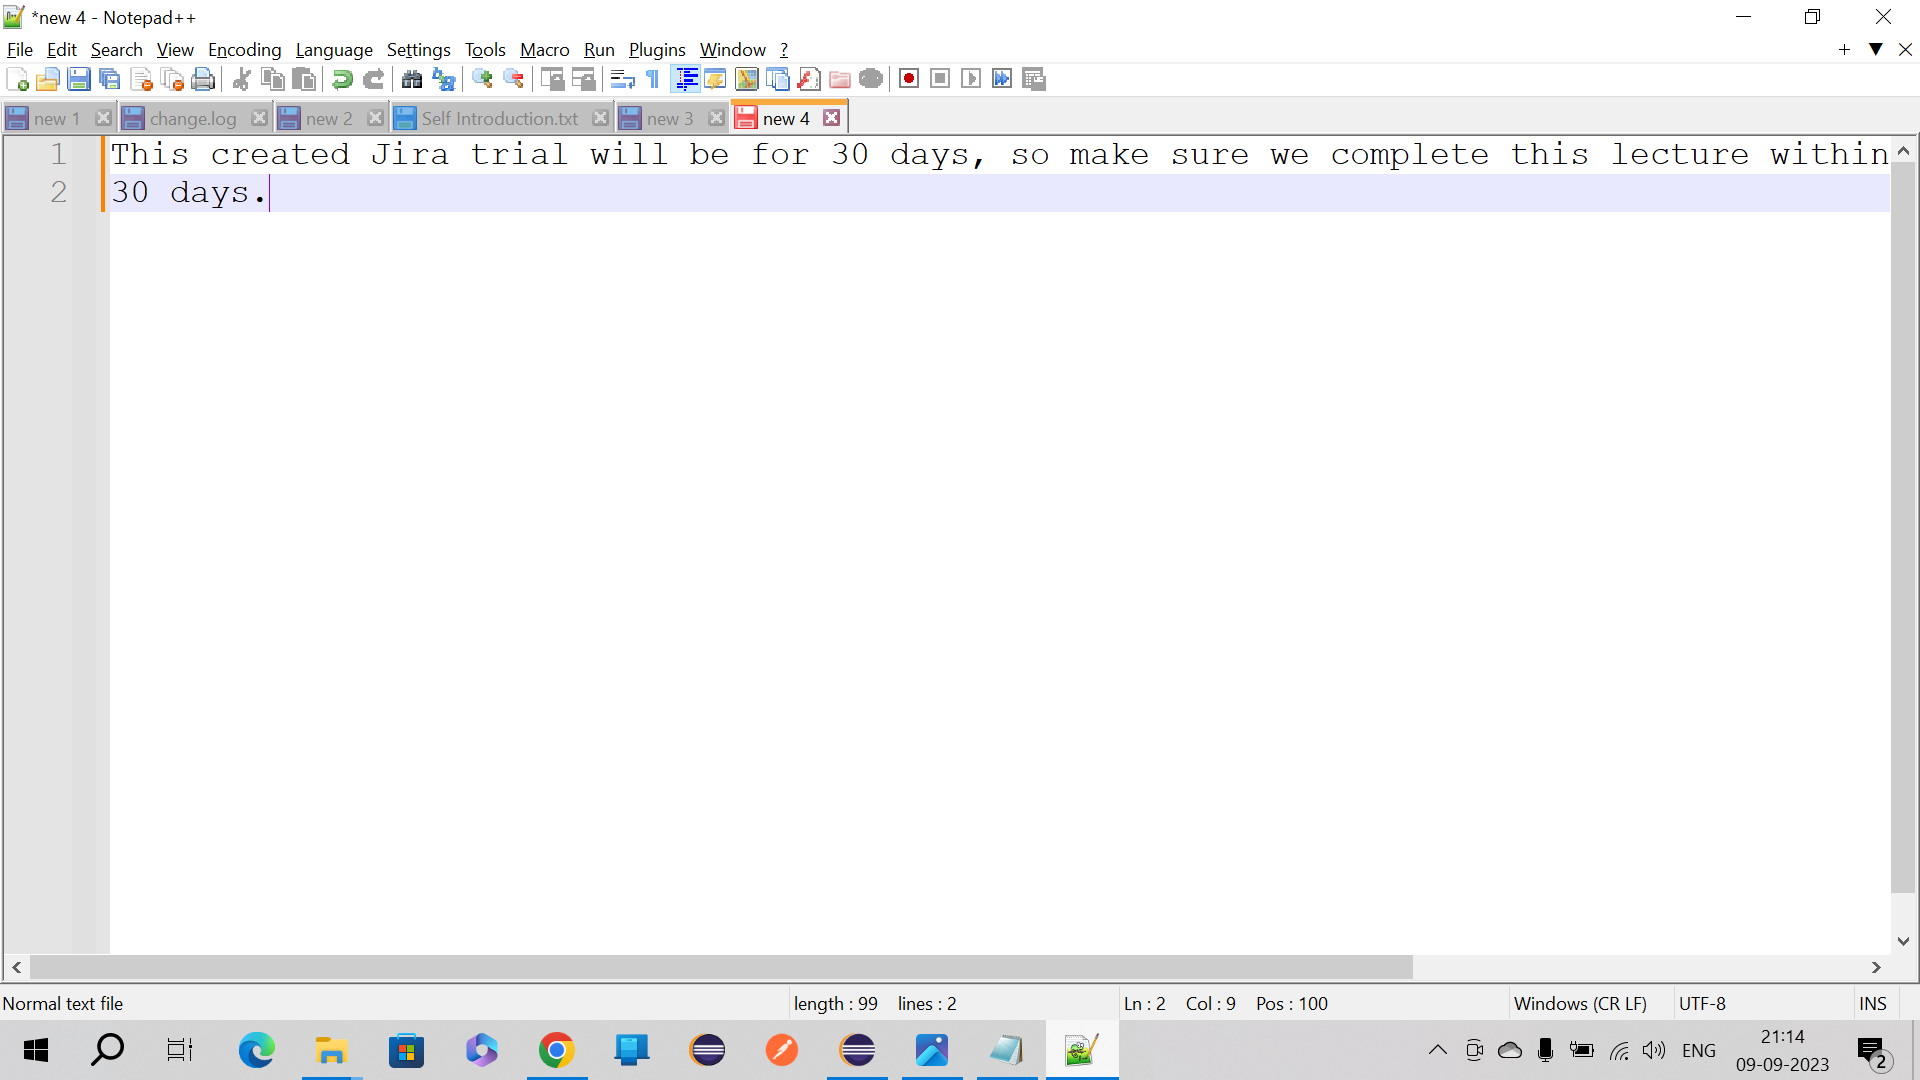 *new 4 - Notepad++
File Edit Search View Encoding Language Settings Tools Macro Run Plugins Window ?
new 1 change.log new 2 Self Introduction.txt new 3 new 4
1 This created Jira trial will be for 30 days, so make sure we complete this lecture within
2 30 days.
Normal text file length : 99 lines : 2 Ln : 2 Col : 9 Pos : 100 Windows (CR LF) UTF-8 INS
ENG 21:14
09-09-2023 2